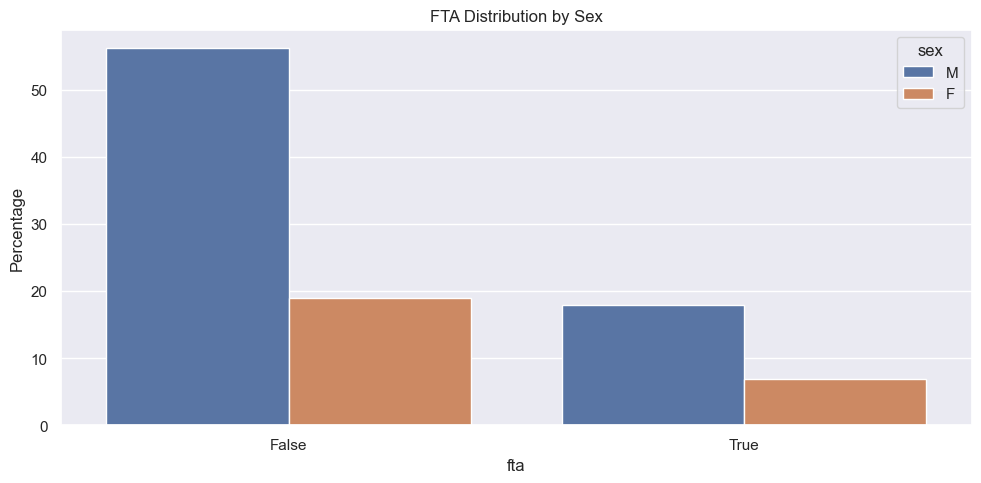 FTA Distribution by Sex
sex
M
F
Percentage
50
40
30
20
10
0
False
True
fta